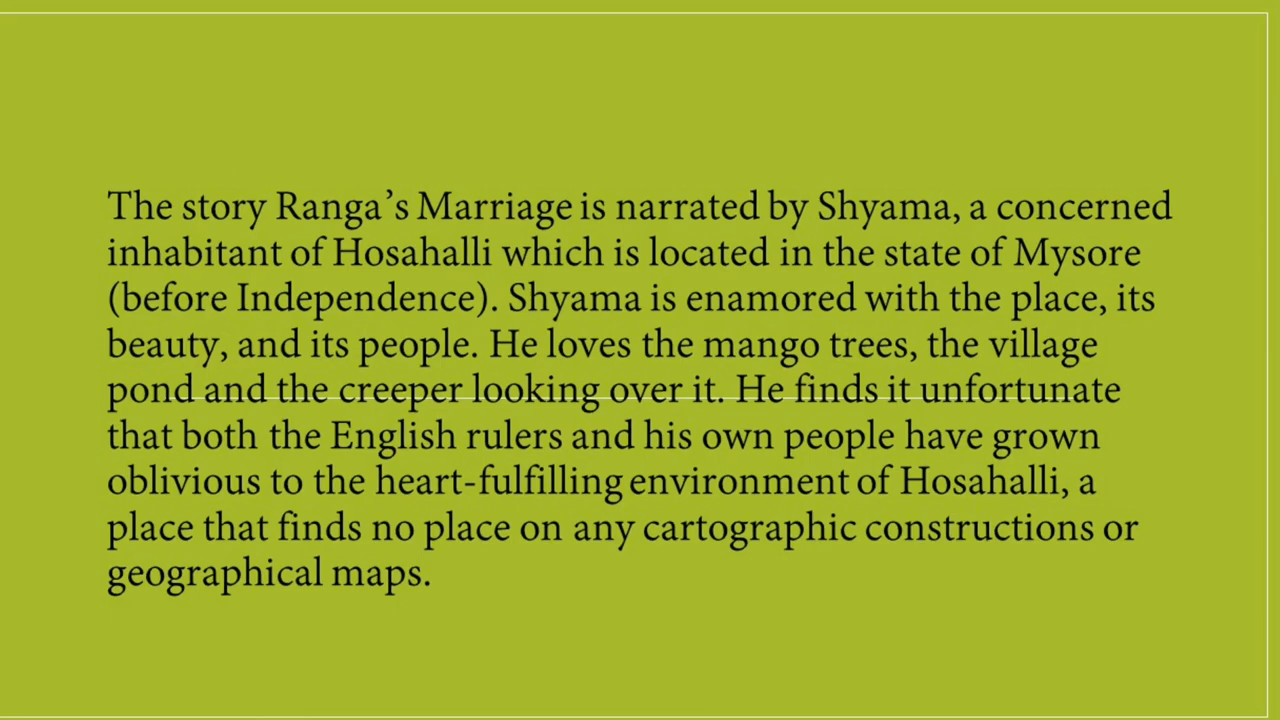 The story Ranga’s Marriage is narrated by Shyama, a concerned
inhabitant of Hosahalli which is located in the state of Mysore
(before Independence). Shyama is enamored with the place, its
beauty, and its people. He loves the mango trees, the village
pond and the creeper looking over it. He finds it unfortunate
that both the English rulers and his own people have grown
oblivious to the heart-fulfilling environment of Hosahalli, a
place that finds no place on any cartographic constructions or
geographical maps.